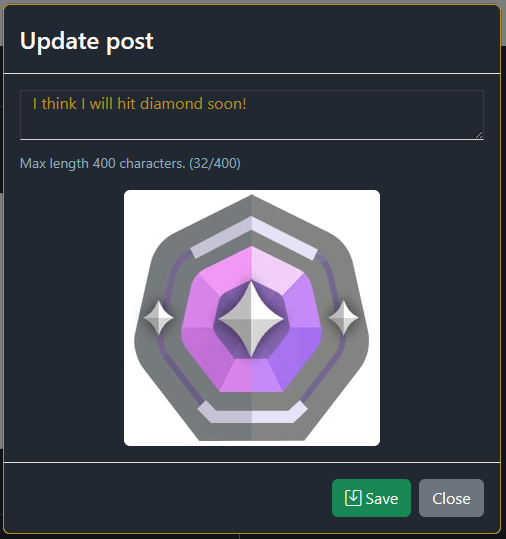 Update post
I think I will hit diamond soon!
Max length 400 characters. (32/400)
Save Close